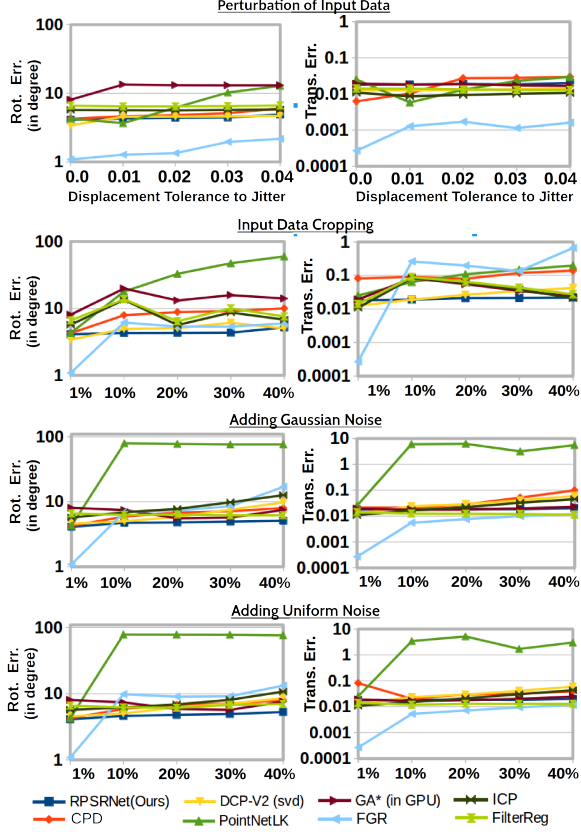 Perturbation of Input Data
Rot. Err.
(in degree)
100
10
1
0.0 0.01 0.02 0.03 0.04
Displacement Tolerance to Jitter
Trans. Err.
1
0.1
0.01
0.001
0.0001
0.0 0.01 0.02 0.03 0.04
Displacement Tolerance to Jitter
Input Data Cropping
Rot. Err.
(in degree)
100
10
1
1% 10% 20% 30% 40%
Trans. Err.
1
0.1
0.01
0.001
0.0001
1% 10% 20% 30% 40%
Adding Gaussian Noise
Rot. Err.
(in degree)
100
10
1
1% 10% 20% 30% 40%
Trans. Err.
10
1
0.1
0.01
0.001
0.0001
1% 10% 20% 30% 40%
Adding Uniform Noise
Rot. Err.
(in degree)
100
10
1
1% 10% 20% 30% 40%
Trans. Err.
10
1
0.1
0.01
0.001
0.0001
1% 10% 20% 30% 40%
RPSRNet(Ours) DCP-V2 (svd) GA* (in GPU) ICP
CPD PointNetLK FGR FilterReg